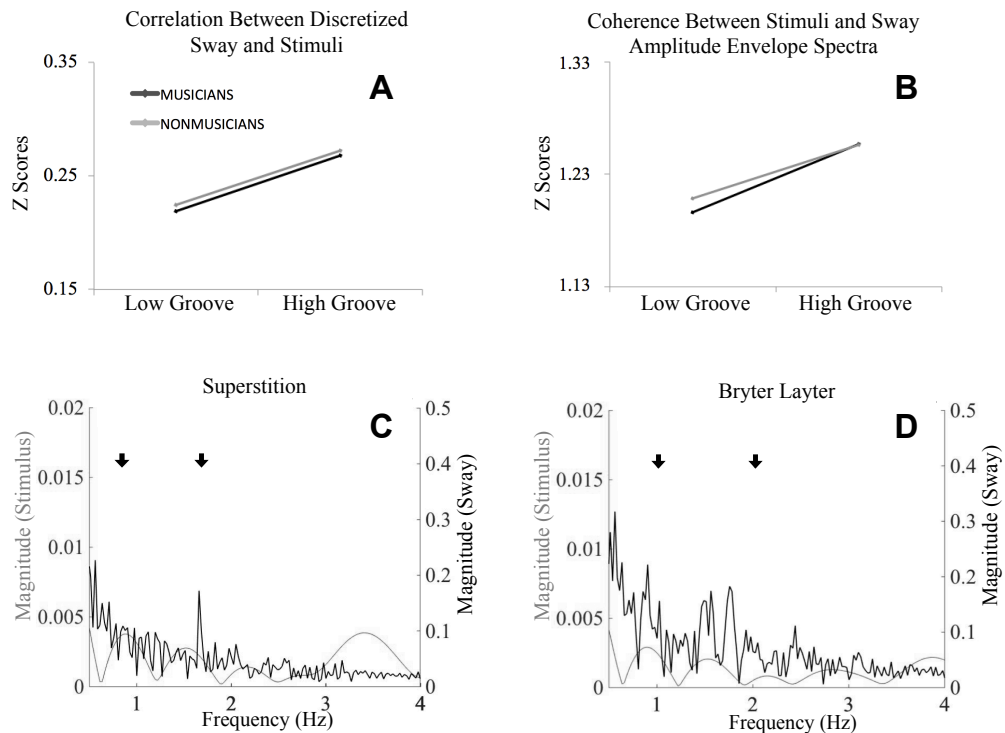 Correlation Between Discretized
Sway and Stimuli
0.35
A
MUSICIANS
NONMUSICIANS
Z Scores
0.25
0.15
Low Groove
High Groove
Coherence Between Stimuli and Sway
Amplitude Envelope Spectra
1.33
B
Z Scores
1.23
1.13
Low Groove
High Groove
Superstition
0.02
0.5
C
0.015
0.4
Magnitude (Stimulus)
0.3
Magnitude (Sway)
0.01
0.2
0.005
0.1
0
0
1
2
3
4
Frequency (Hz)
Bryter Layter
0.02
0.5
D
0.015
0.4
Magnitude (Stimulus)
0.3
Magnitude (Sway)
0.01
0.2
0.005
0.1
0
0
1
2
3
4
Frequency (Hz)